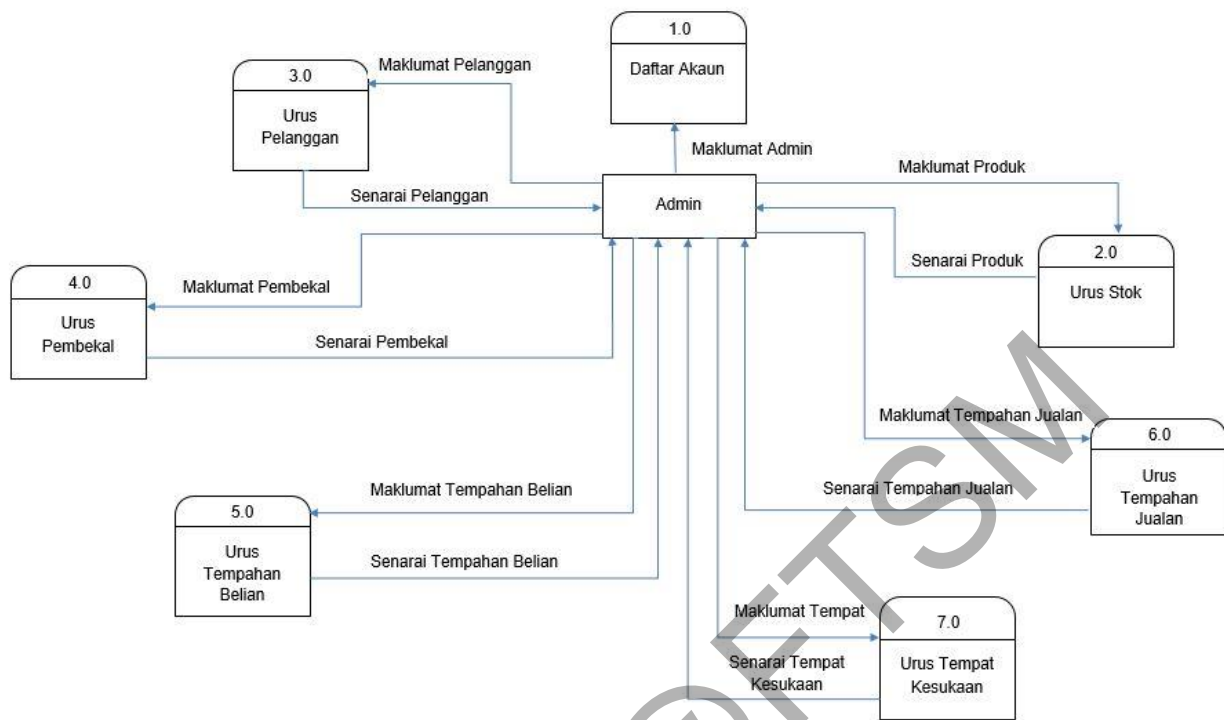 1.0
Daftar Akaun
Maklumat Pelanggan
3.0
Urus
Pelanggan
Maklumat Admin
Maklumat Produk
Senarai Pelanggan
Admin
2.0
Urus Stok
Senarai Produk
4.0
Urus
Pembekal
Maklumat Pembekal
Senarai Pembekal
Maklumat Tempahan Jualan
6.0
Urus
Tempahan
Jualan
Senarai Tempahan Jualan
Maklumat Tempahan Belian
5.0
Urus
Tempahan
Belian
Senarai Tempahan Belian
Maklumat Tempat
7.0
Urus Tempat
Kesukaan
Senarai Tempat
Kesukaan
@FTSM